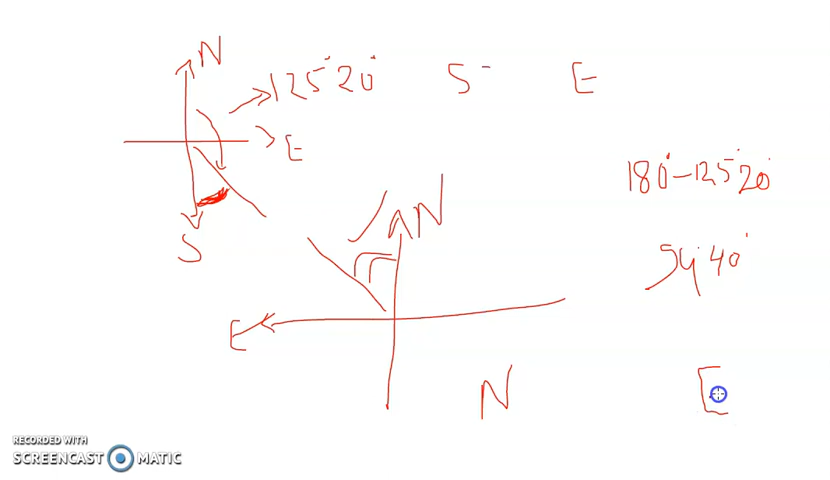 N
125°20° S E
E
180°-125°20°
N
S
54° 40°
E
N E
RECORDED WITH
SCREENCAST MATIC